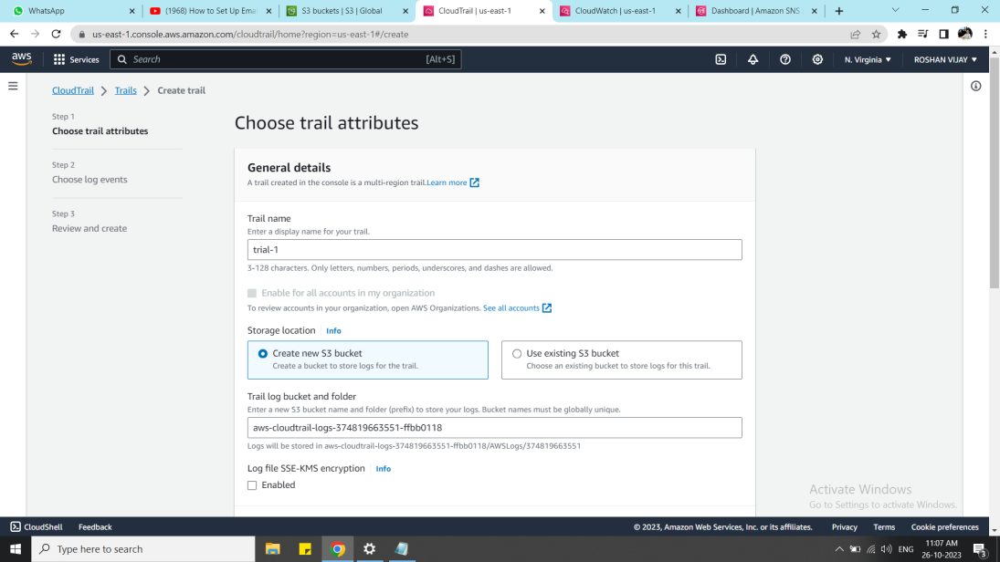 WhatsApp
(1968) How to Set Up Ema
S3 buckets | S3 | Global
CloudTrail | us-east-1
CloudWatch | us-east-1
Dashboard | Amazon SNS
us-east-1.console.aws.amazon.com/cloudtrail/home?region=us-east-1#/create
aws
Services
Search
[Alt+S]
N. Virginia
ROSHAN VIJAY
CloudTrail
Trails
Create trail
Step 1
Choose trail attributes
Step 2
Choose log events
Step 3
Review and create
Choose trail attributes
General details
A trail created in the console is a multi-region trail.Learn more
Trail name
Enter a display name for your trail.
trial-1
3-128 characters. Only letters, numbers, periods, underscores, and dashes are allowed.
Enable for all accounts in my organization
To review accounts in your organization, open AWS Organizations. See all accounts
Storage location
Info
Create new S3 bucket
Create a bucket to store logs for the trail.
Use existing S3 bucket
Choose an existing bucket to store logs for this trail.
Trail log bucket and folder
Enter a new S3 bucket name and folder (prefix) to store your logs. Bucket names must be globally unique.
aws-cloudtrail-logs-374819663551-ffbb0118
Logs will be stored in aws-cloudtrail-logs-374819663551-ffbb0118/AWSLogs/374819663551
Log file SSE-KMS encryption
Info
Enabled
Activate Windows
Go to Settings to activate Windows.
CloudShell
Feedback
© 2023, Amazon Web Services, Inc. or its affiliates.
Privacy
Terms
Cookie preferences
Type here to search
ENG
11:07 AM
26-10-2023
3